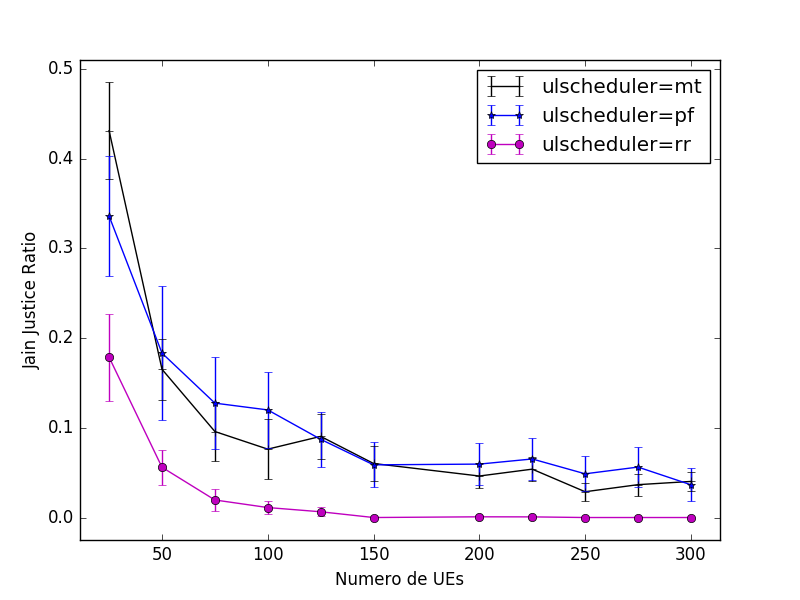 0.5
0.4
0.3
0.2
0.1
0.0
Jain Justice Ratio
ulscheduler=mt
ulscheduler=pf
ulscheduler=rr
50 100 150 200 250 300
Numero de UEs